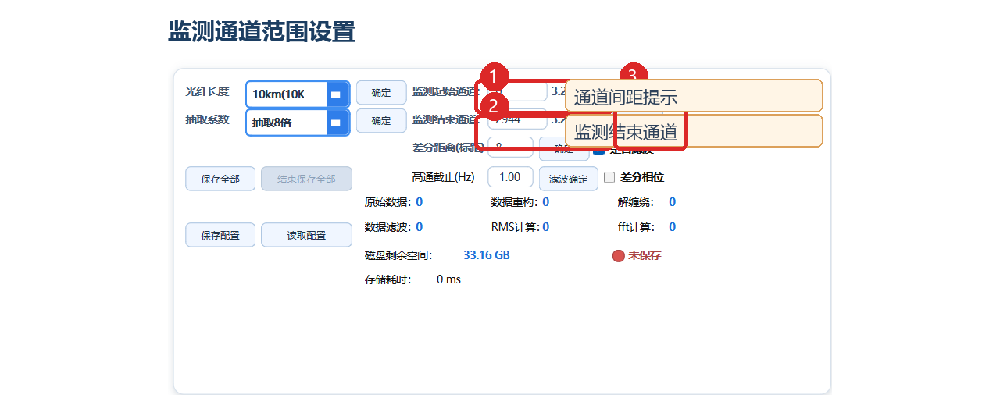 监测通道范围设置
光纤长度 10km(10K 确定 监测起始通道: 1 3.2 3
通道间距提示
抽取系数 抽取8倍 确定 监测结束通道: 2 2944 3.2
监测结束通道
差分距离(标距) 8 确定
保存全部 结束保存全部 高通截止(Hz) 1.00 滤波确定 差分相位
原始数据: 0 数据重构: 0 解缠绕: 0
保存配置 读取配置 数据滤波: 0 RMS计算: 0 fft计算: 0
磁盘剩余空间: 33.16 GB 未保存
存储耗时: 0 ms